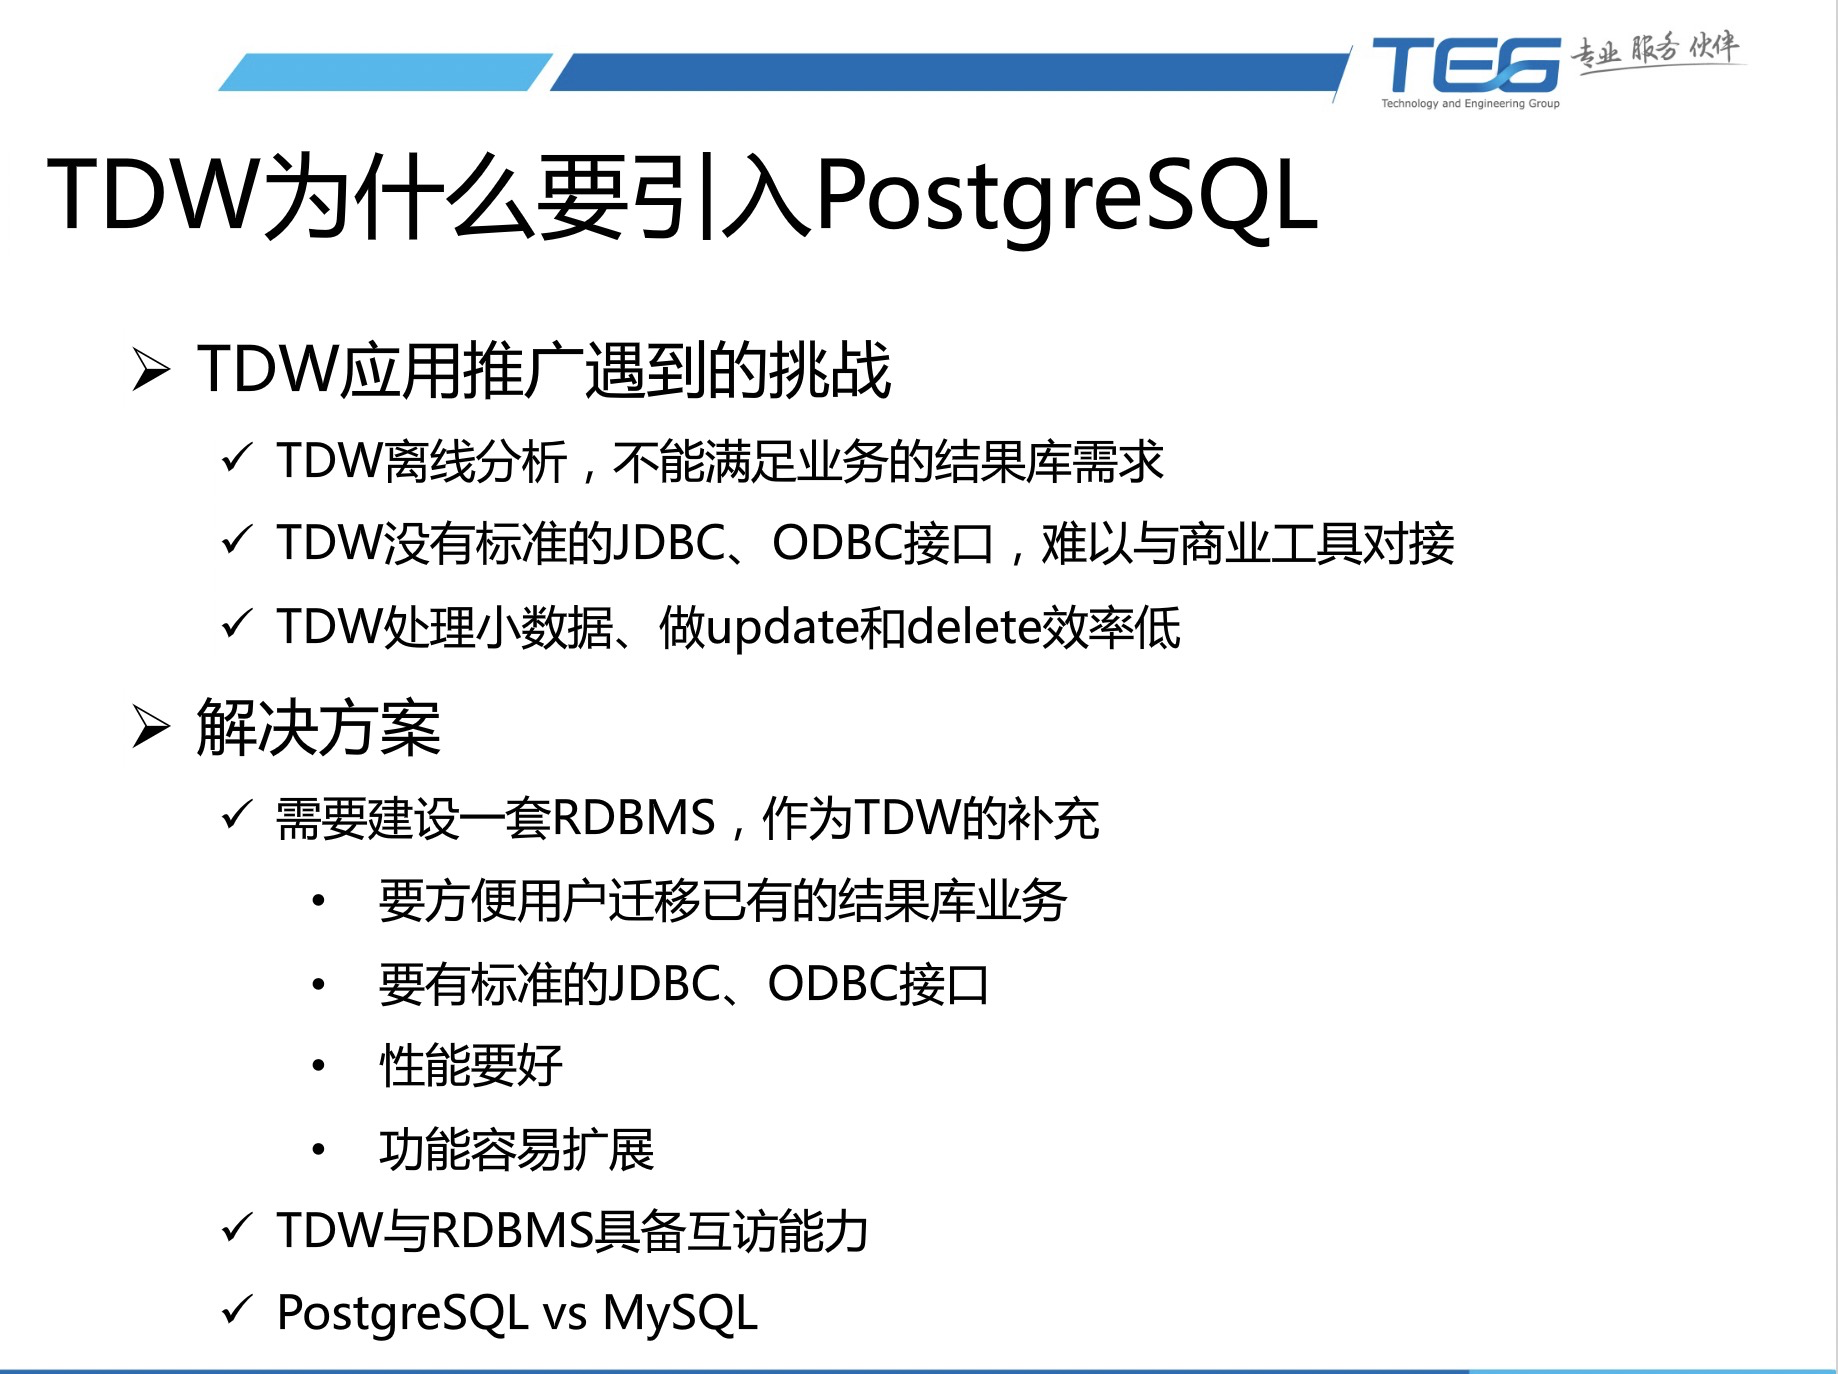 TEG 专业 服务 伙伴
Technology and Engineering Group
TDW为什么要引入PostgreSQL
➢ TDW应用推广遇到的挑战
✓ TDW离线分析，不能满足业务的结果库需求
✓ TDW没有标准的JDBC、ODBC接口，难以与商业工具对接
✓ TDW处理小数据、做update和delete效率低
➢ 解决方案
✓ 需要建设一套RDBMS，作为TDW的补充
• 要方便用户迁移已有的结果库业务
• 要有标准的JDBC、ODBC接口
• 性能要好
• 功能容易扩展
✓ TDW与RDBMS具备互访能力
✓ PostgreSQL vs MySQL